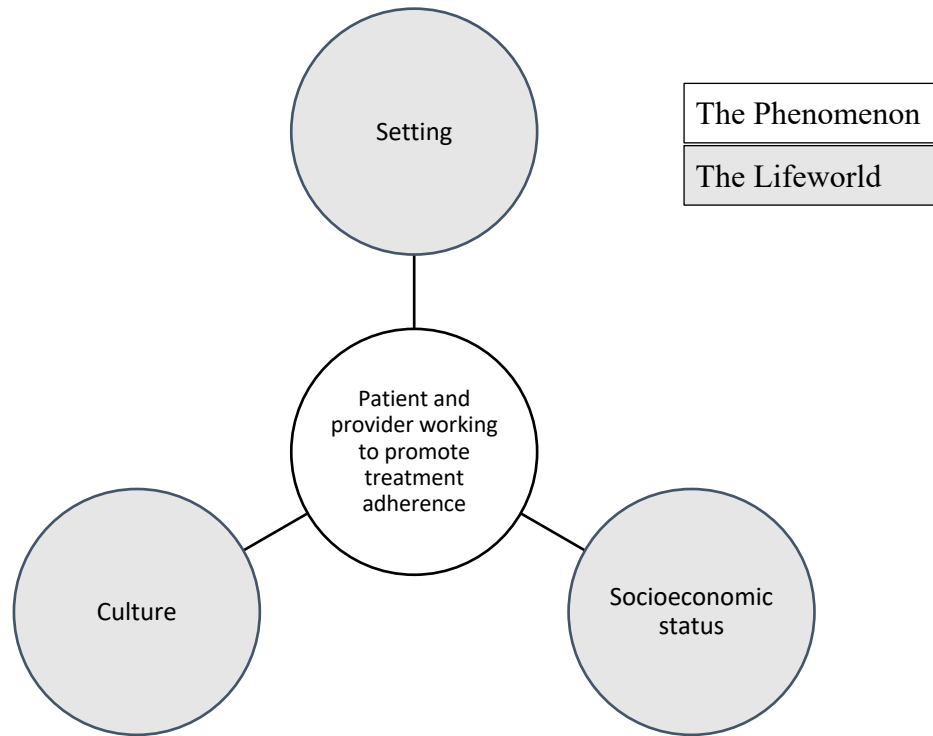 Setting
The Phenomenon
The Lifeworld
Patient and
provider working
to promote
treatment
adherence
Culture
Socioeconomic
status